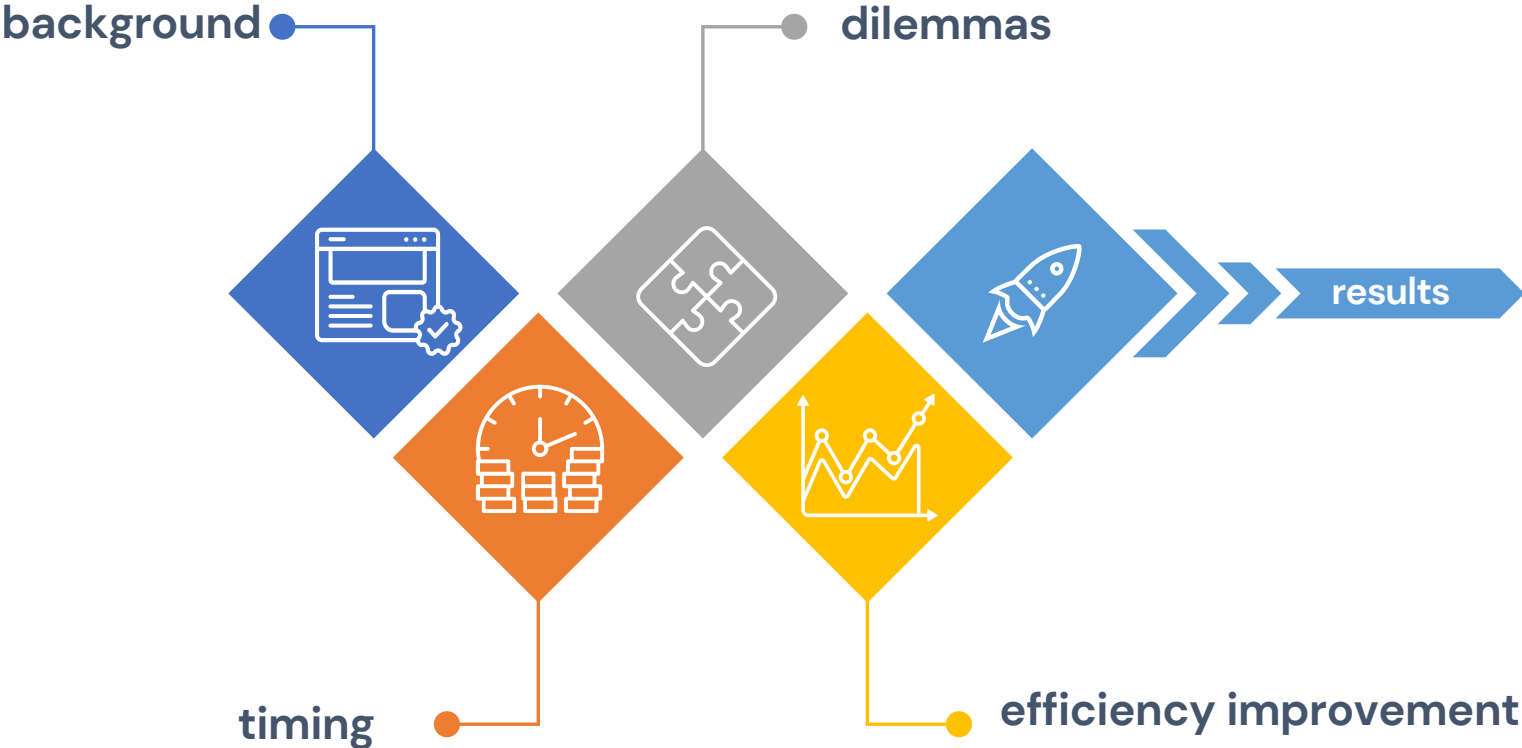 background
dilemmas
results
timing
efficiency improvement